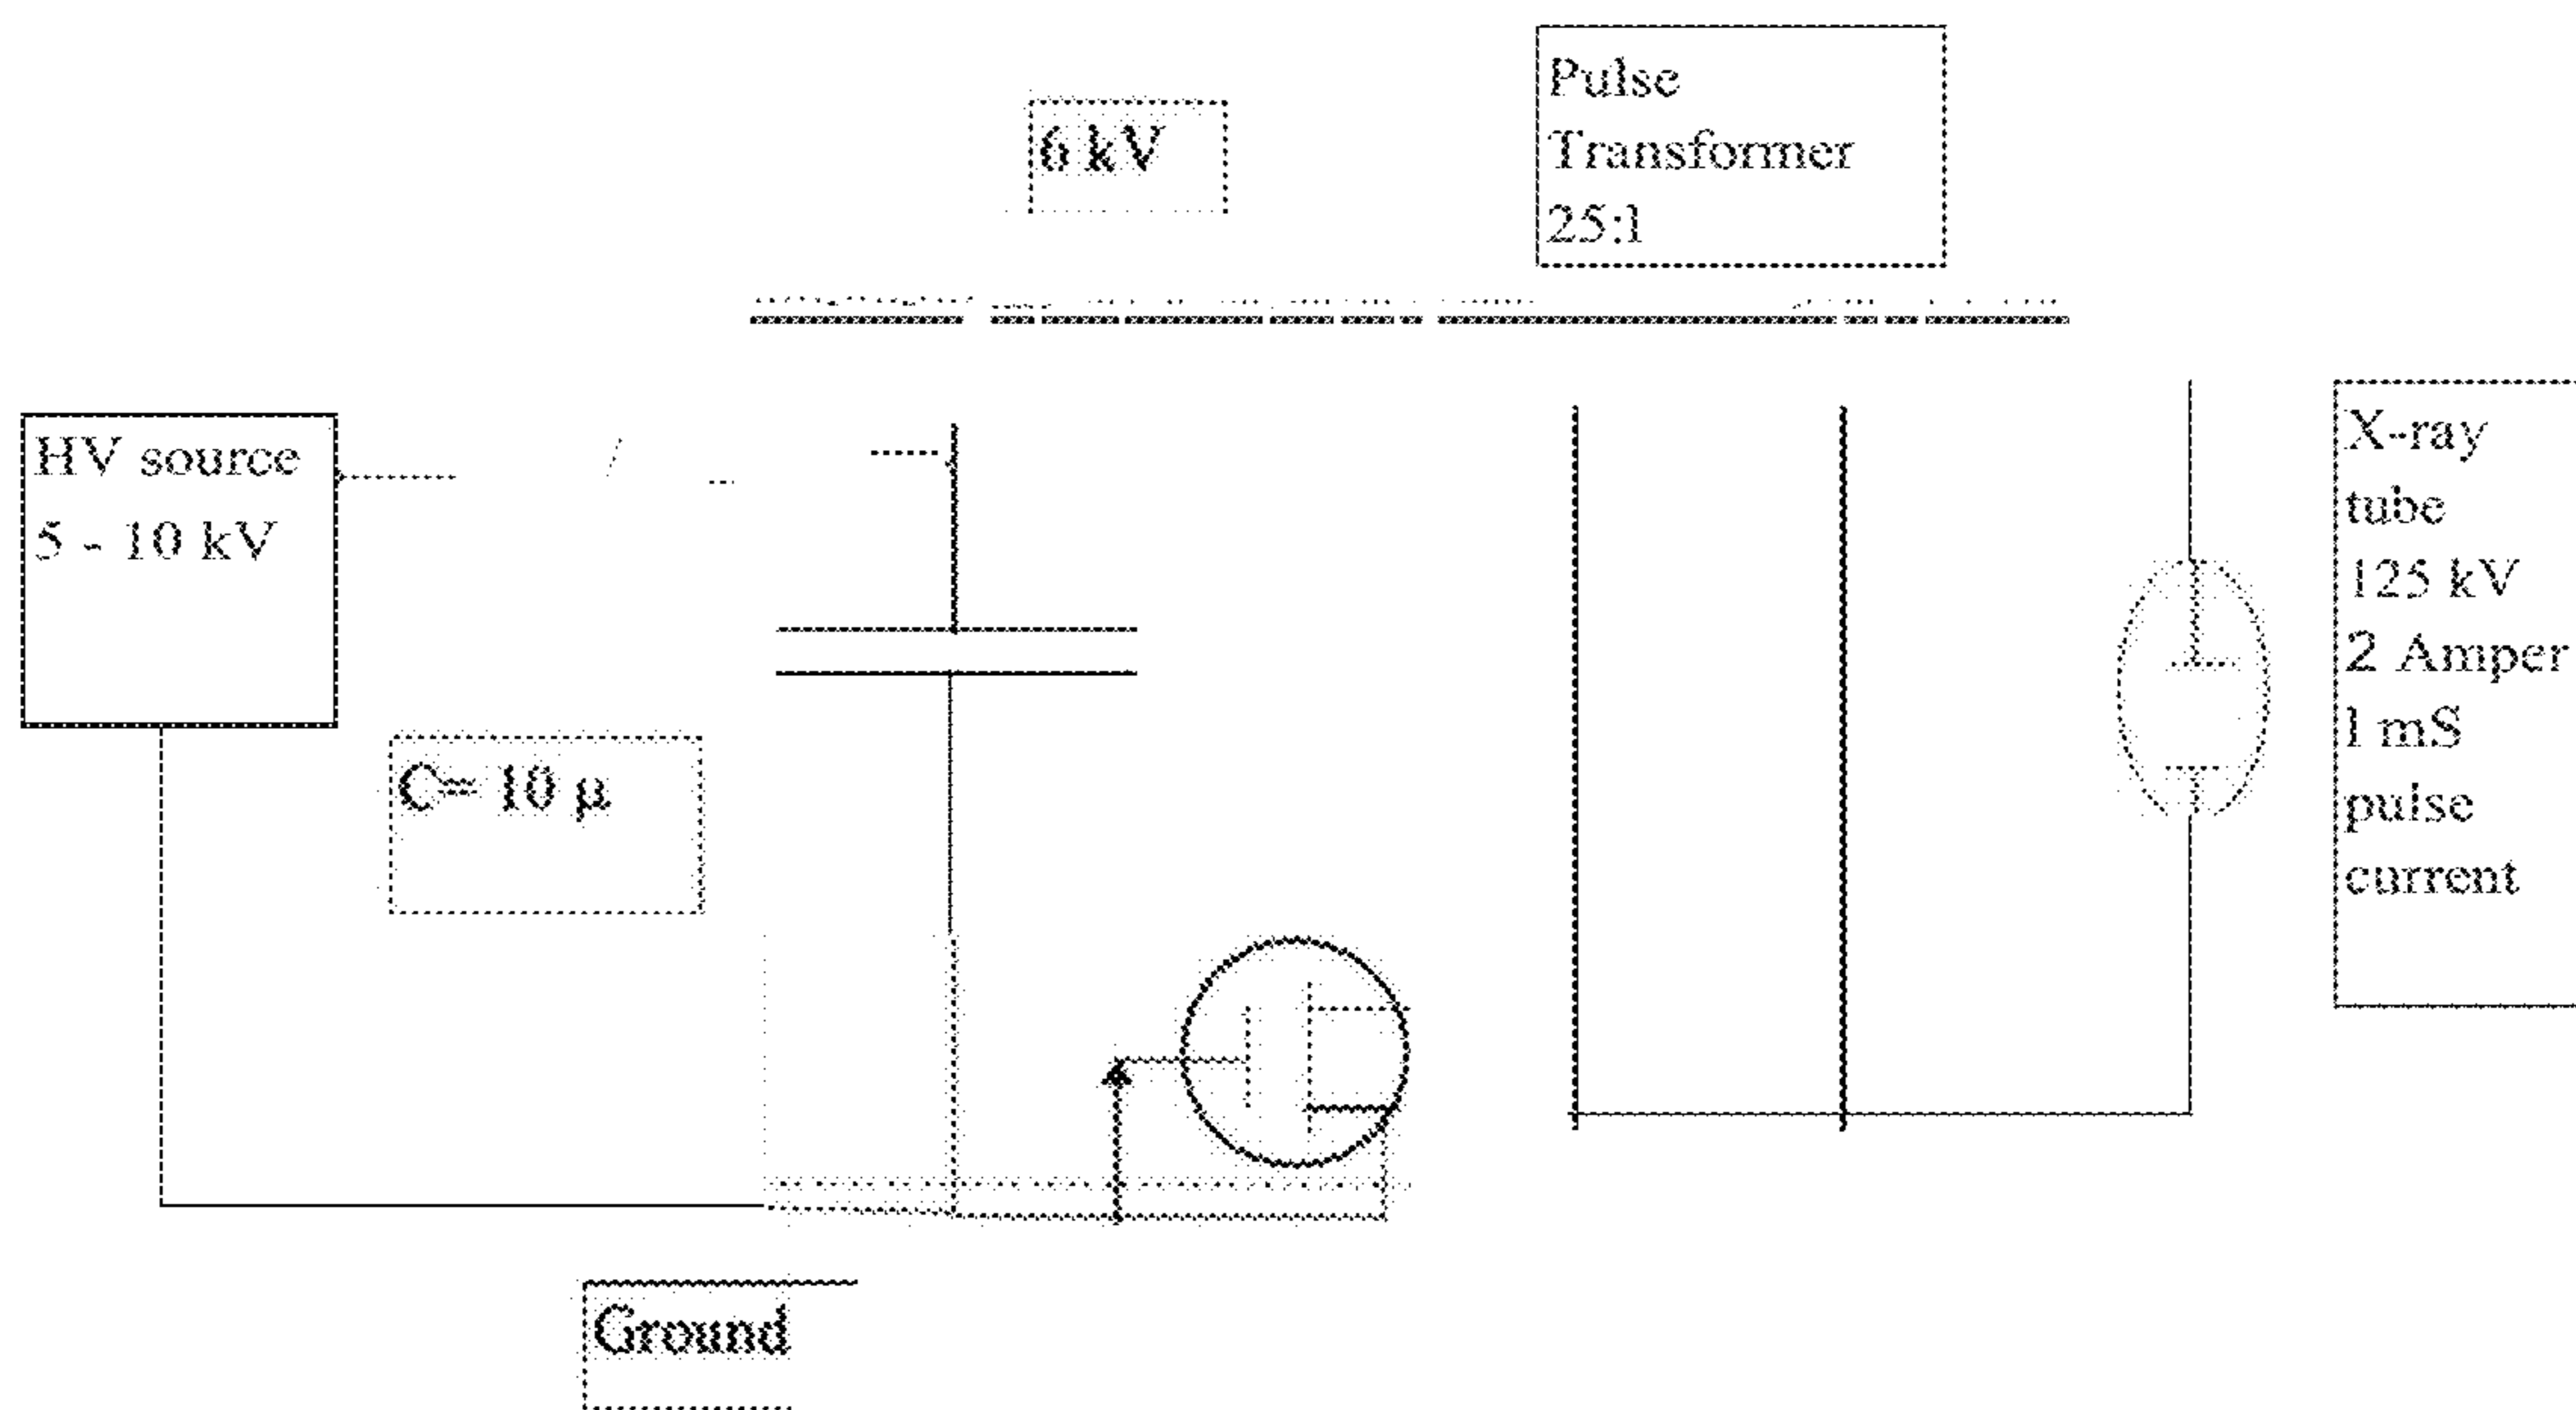 6 kV
Pulse
Transformer
25:1
HV source
5 - 10 kV
C= 10 μ
X-ray
tube
125 kV
2 Amper
1 mS
pulse
current
Ground